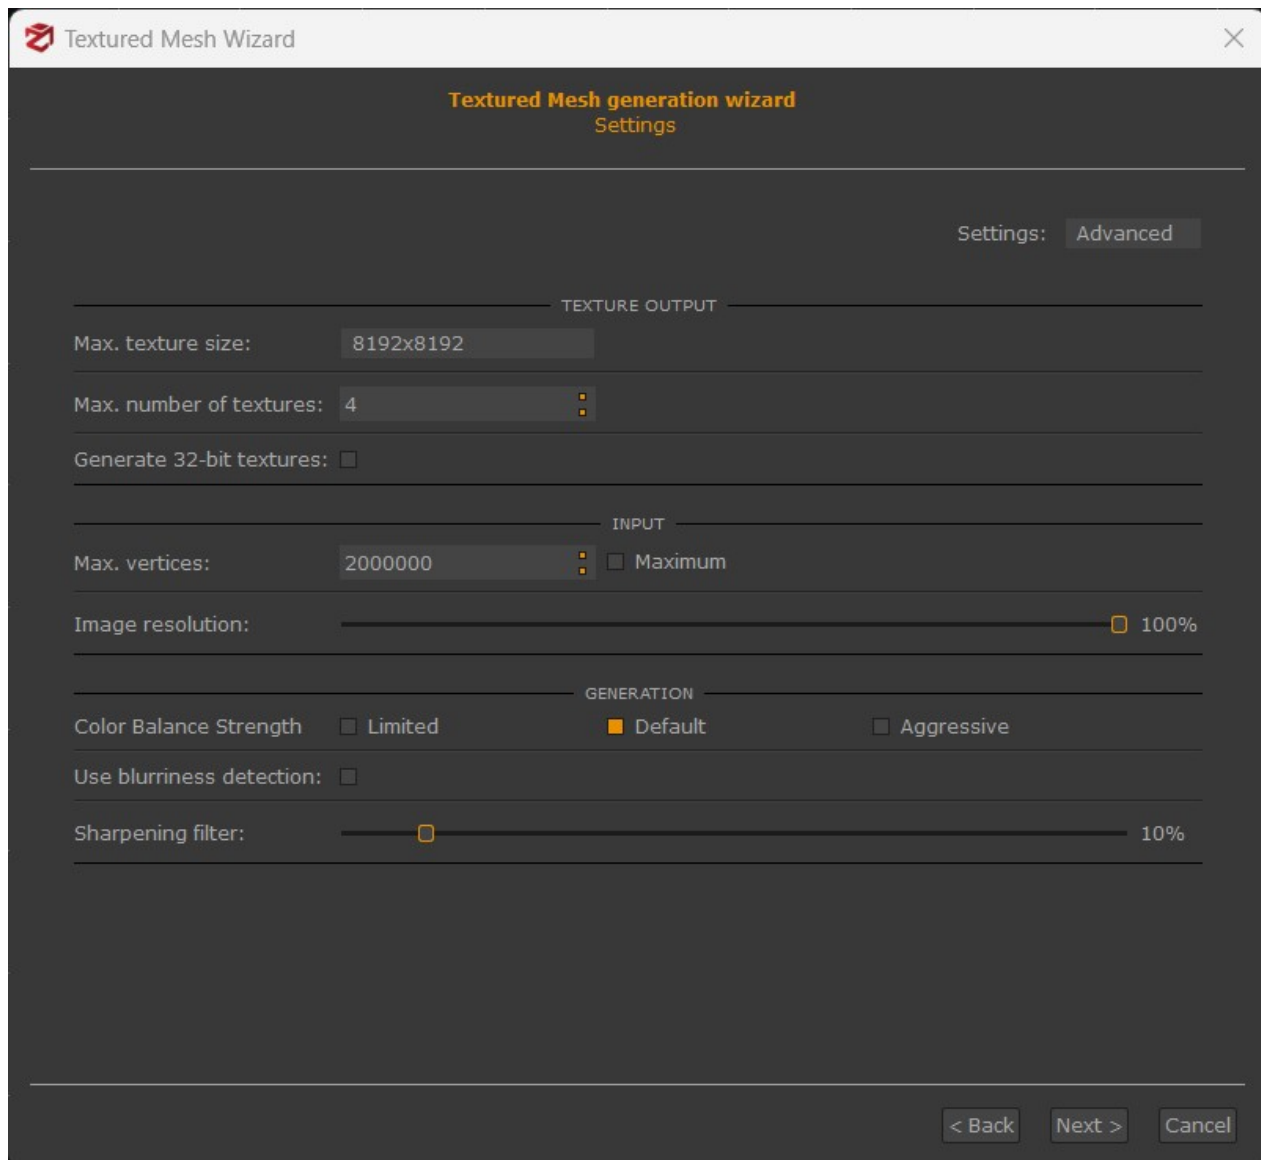 Textured Mesh Wizard
Textured Mesh generation wizard
Settings
Settings: Advanced
TEXTURE OUTPUT
Max. texture size: 8192x8192
Max. number of textures: 4
Generate 32-bit textures:
INPUT
Max. vertices: 2000000 Maximum
Image resolution: 100%
GENERATION
Color Balance Strength Limited Default Aggressive
Use blurriness detection:
Sharpening filter: 10%
< Back Next > Cancel